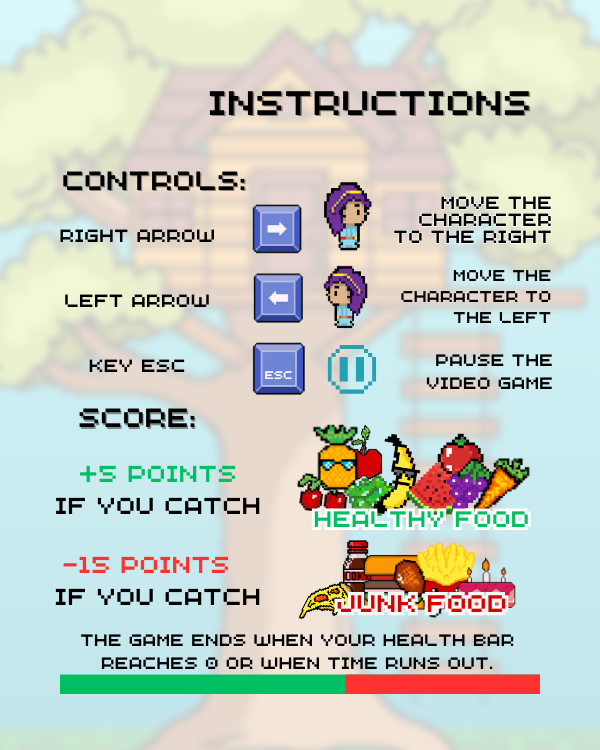 INSTRUCTIONS
CONTROLS:
RIGHT ARROW
MOVE THE
CHARACTER
TO THE RIGHT
LEFT ARROW
MOVE THE
CHARACTER TO
THE LEFT
KEY ESC
ESC
PAUSE THE
VIDEO GAME
SCORE:
+5 POINTS
IF YOU CATCH
HEALTHY FOOD
-15 POINTS
IF YOU CATCH
JUNK FOOD
THE GAME ENDS WHEN YOUR HEALTH BAR
REACHES 0 OR WHEN TIME RUNS OUT.